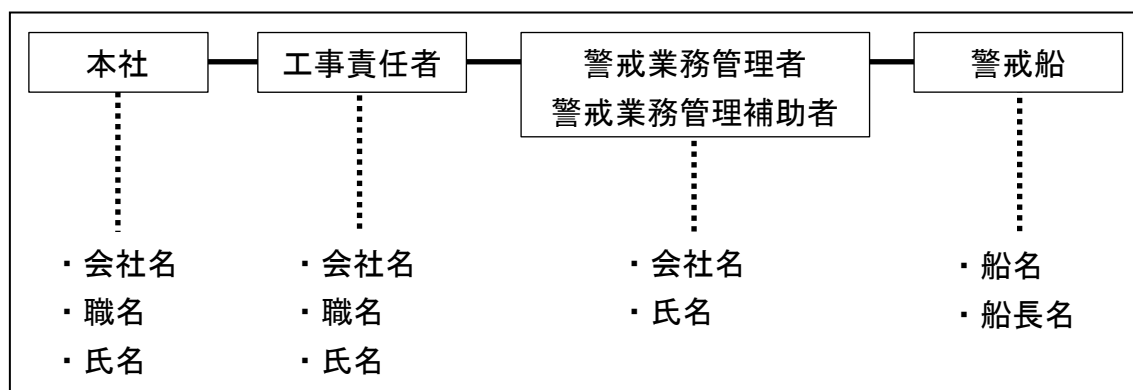 本社
工事責任者
警戒業務管理者
警戒業務管理補助者
警戒船
・会社名
・職名
・氏名
・会社名
・職名
・氏名
・会社名
・氏名
・船名
・船長名